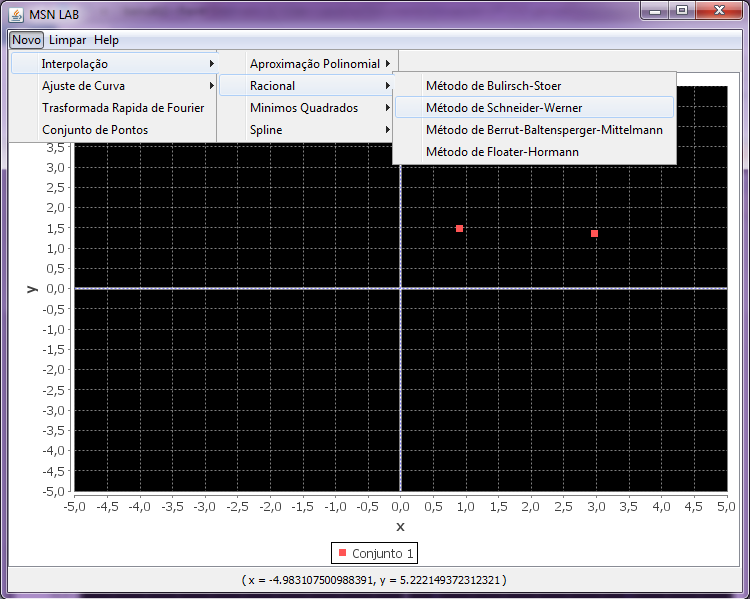 MSN LAB
Novo Limpar Help
Interpolação
Ajuste de Curva
Trasformada Rapida de Fourier
Conjunto de Pontos
Aproximação Polinomial
Racional
Minimos Quadrados
Spline
Método de Bulirsch-Stoer
Método de Schneider-Werner
Método de Berrut-Baltensperger-Mittelmann
Método de Floater-Hormann
3,5
3,0
2,5
2,0
1,5
1,0
0,5
0,0
-0,5
-1,0
-1,5
-2,0
-2,5
-3,0
-3,5
-4,0
-4,5
-5,0
y
-5,0 -4,5 -4,0 -3,5 -3,0 -2,5 -2,0 -1,5 -1,0 -0,5 0,0 0,5 1,0 1,5 2,0 2,5 3,0 3,5 4,0 4,5 5,0
x
Conjunto 1
( x = -4.983107500988391, y = 5.222149372312321 )